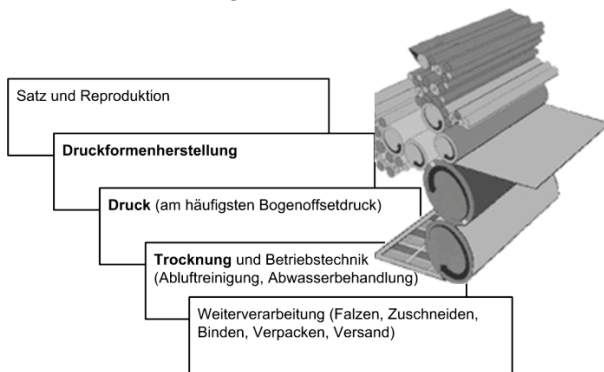 Satz und Reproduktion
Druckformenherstellung
Druck (am häufigsten Bogenoffsetdruck)
Trocknung und Betriebstechnik
(Abluftreinigung, Abwasserbehandlung)
Weiterverarbeitung (Falzen, Zuschneiden,
Binden, Verpacken, Versand)